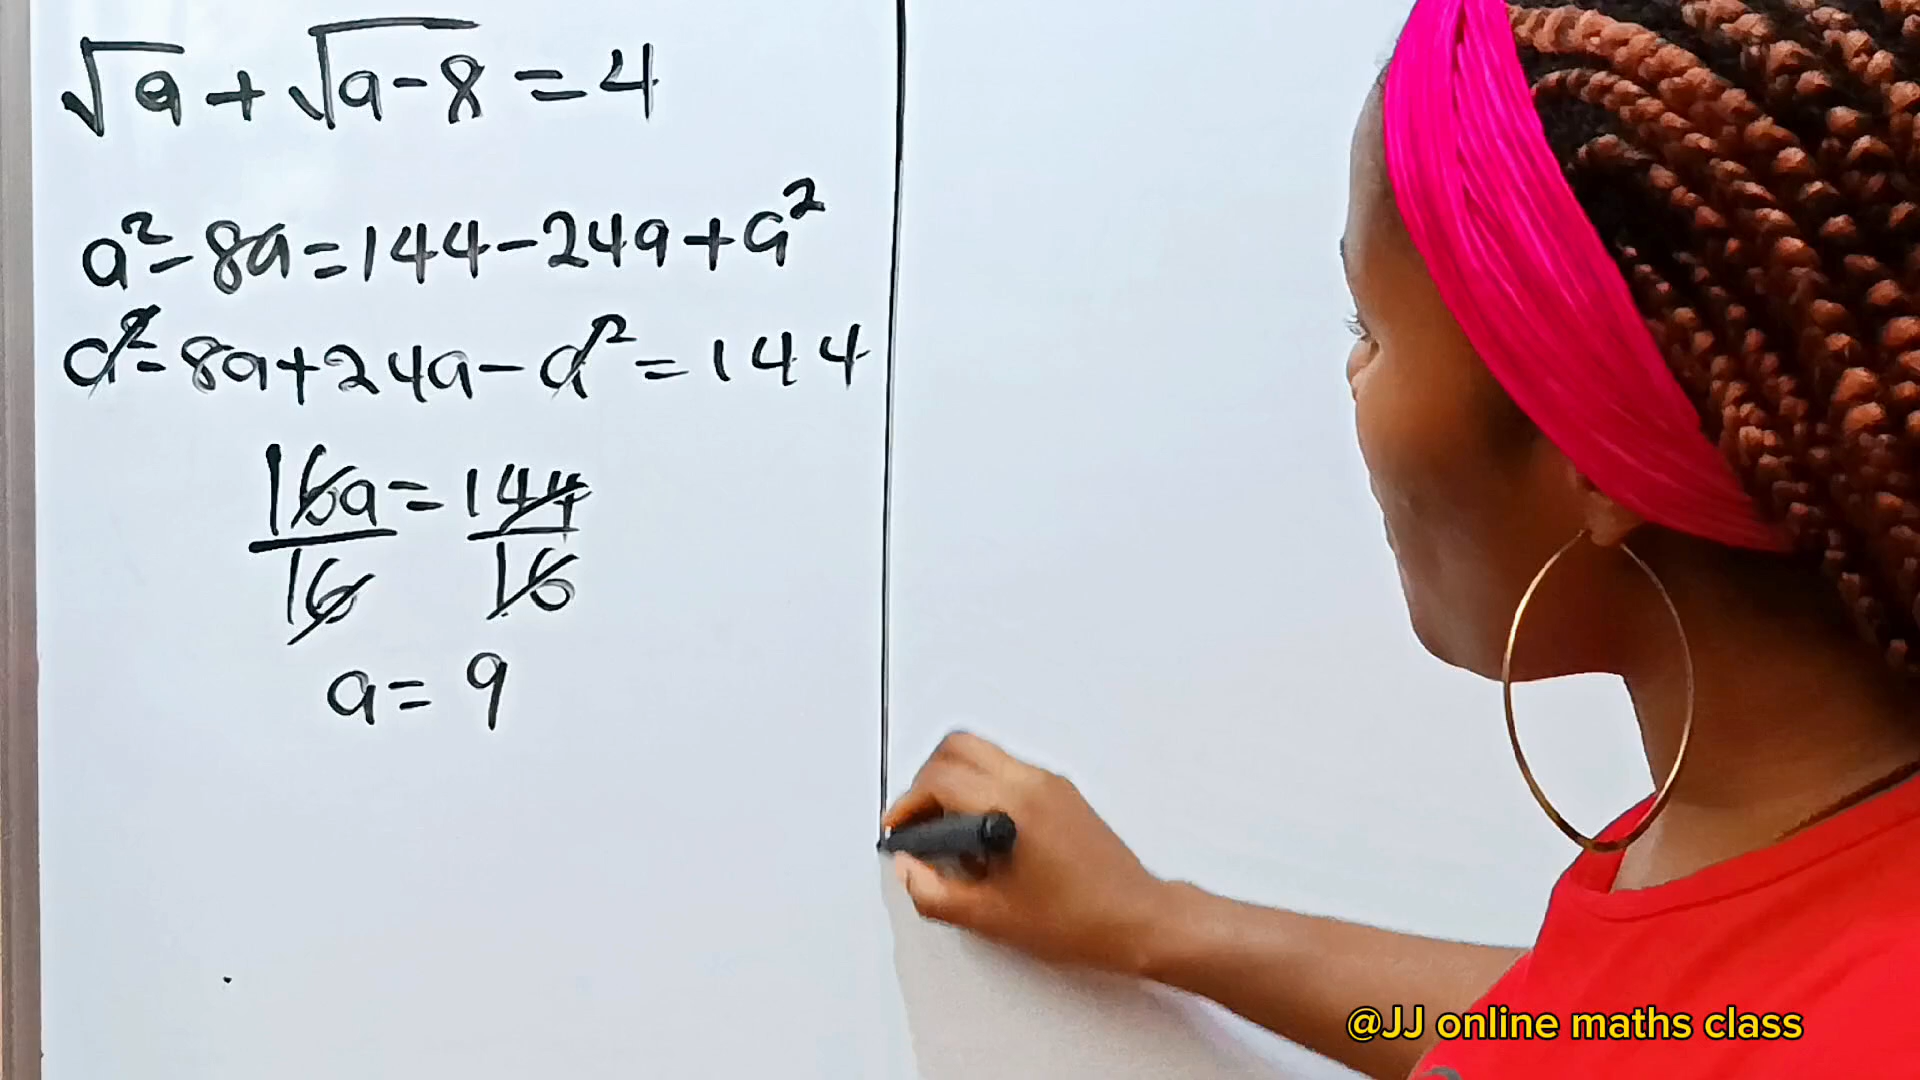 √a + √a-8 = 4
a² - 8a = 144 - 24a + a²
a² - 8a + 24a - a² = 144
16a = 144
16 16
a = 9
@JJ online maths class